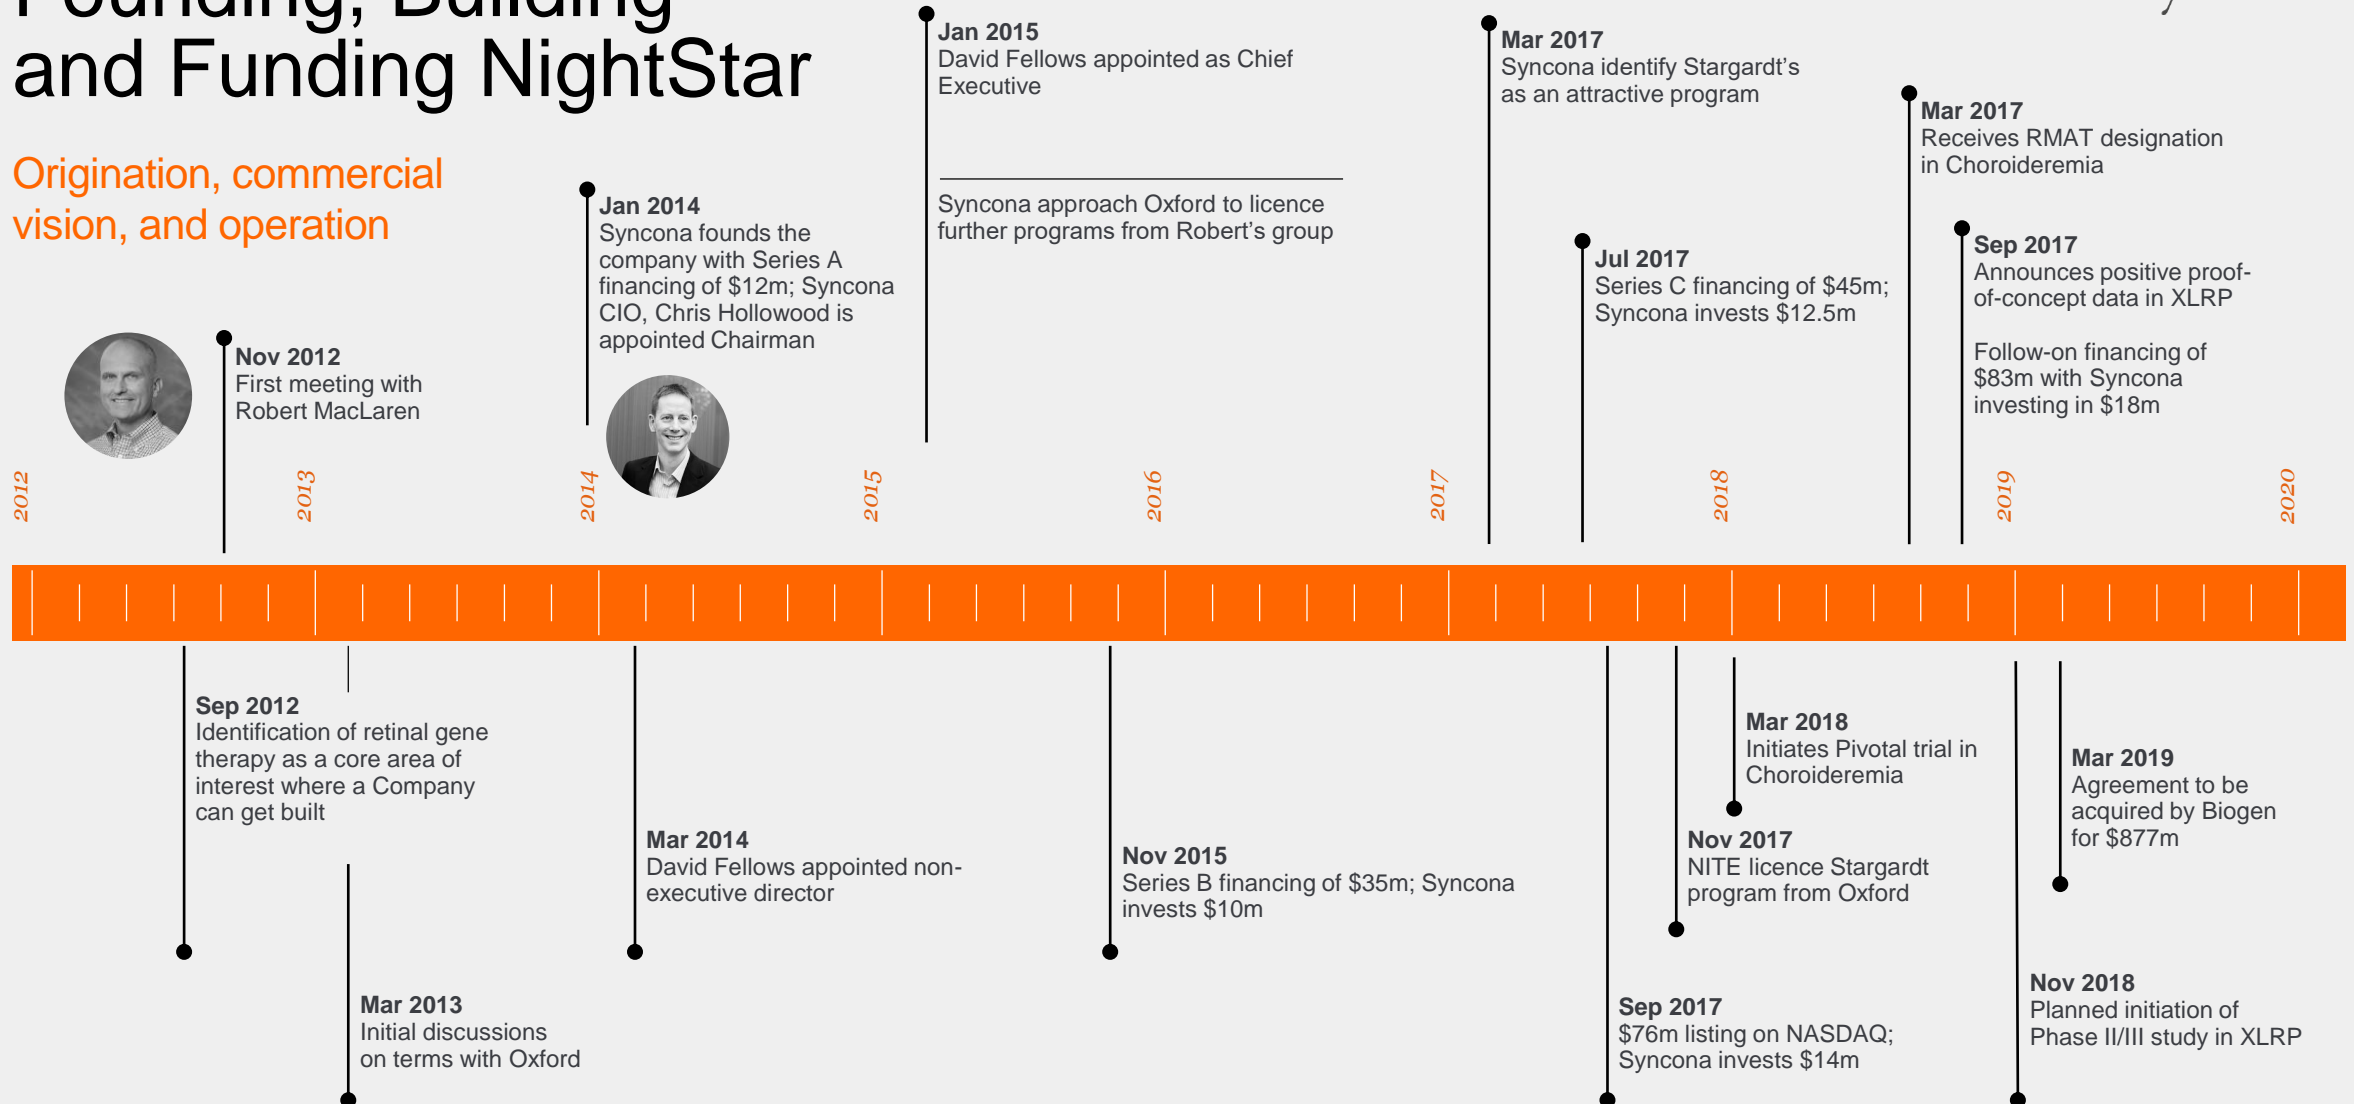 Founding, Building
and Funding NightStar
Origination, commercial
vision, and operation
Nov 2012
First meeting with
Robert MacLaren
Jan 2014
Syncona founds the
company with Series A
financing of $12m; Syncona
CIO, Chris Hollowood is
appointed Chairman
Jan 2015
David Fellows appointed as Chief
Executive
Syncona approach Oxford to licence
further programs from Robert’s group
Mar 2017
Syncona identify Stargardt’s
as an attractive program
Jul 2017
Series C financing of $45m;
Syncona invests $12.5m
Mar 2017
Receives RMAT designation
in Choroideremia
Sep 2017
Announces positive proof-
of-concept data in XLRP
Follow-on financing of
$83m with Syncona
investing in $18m
2012
2013
2014
2015
2016
2017
2018
2019
2020
Sep 2012
Identification of retinal gene
therapy as a core area of
interest where a Company
can get built
Mar 2013
Initial discussions
on terms with Oxford
Mar 2014
David Fellows appointed non-
executive director
Nov 2015
Series B financing of $35m; Syncona
invests $10m
Sep 2017
$76m listing on NASDAQ;
Syncona invests $14m
Nov 2017
NITE licence Stargardt
program from Oxford
Mar 2018
Initiates Pivotal trial in
Choroideremia
Nov 2018
Planned initiation of
Phase II/III study in XLRP
Mar 2019
Agreement to be
acquired by Biogen
for $877m